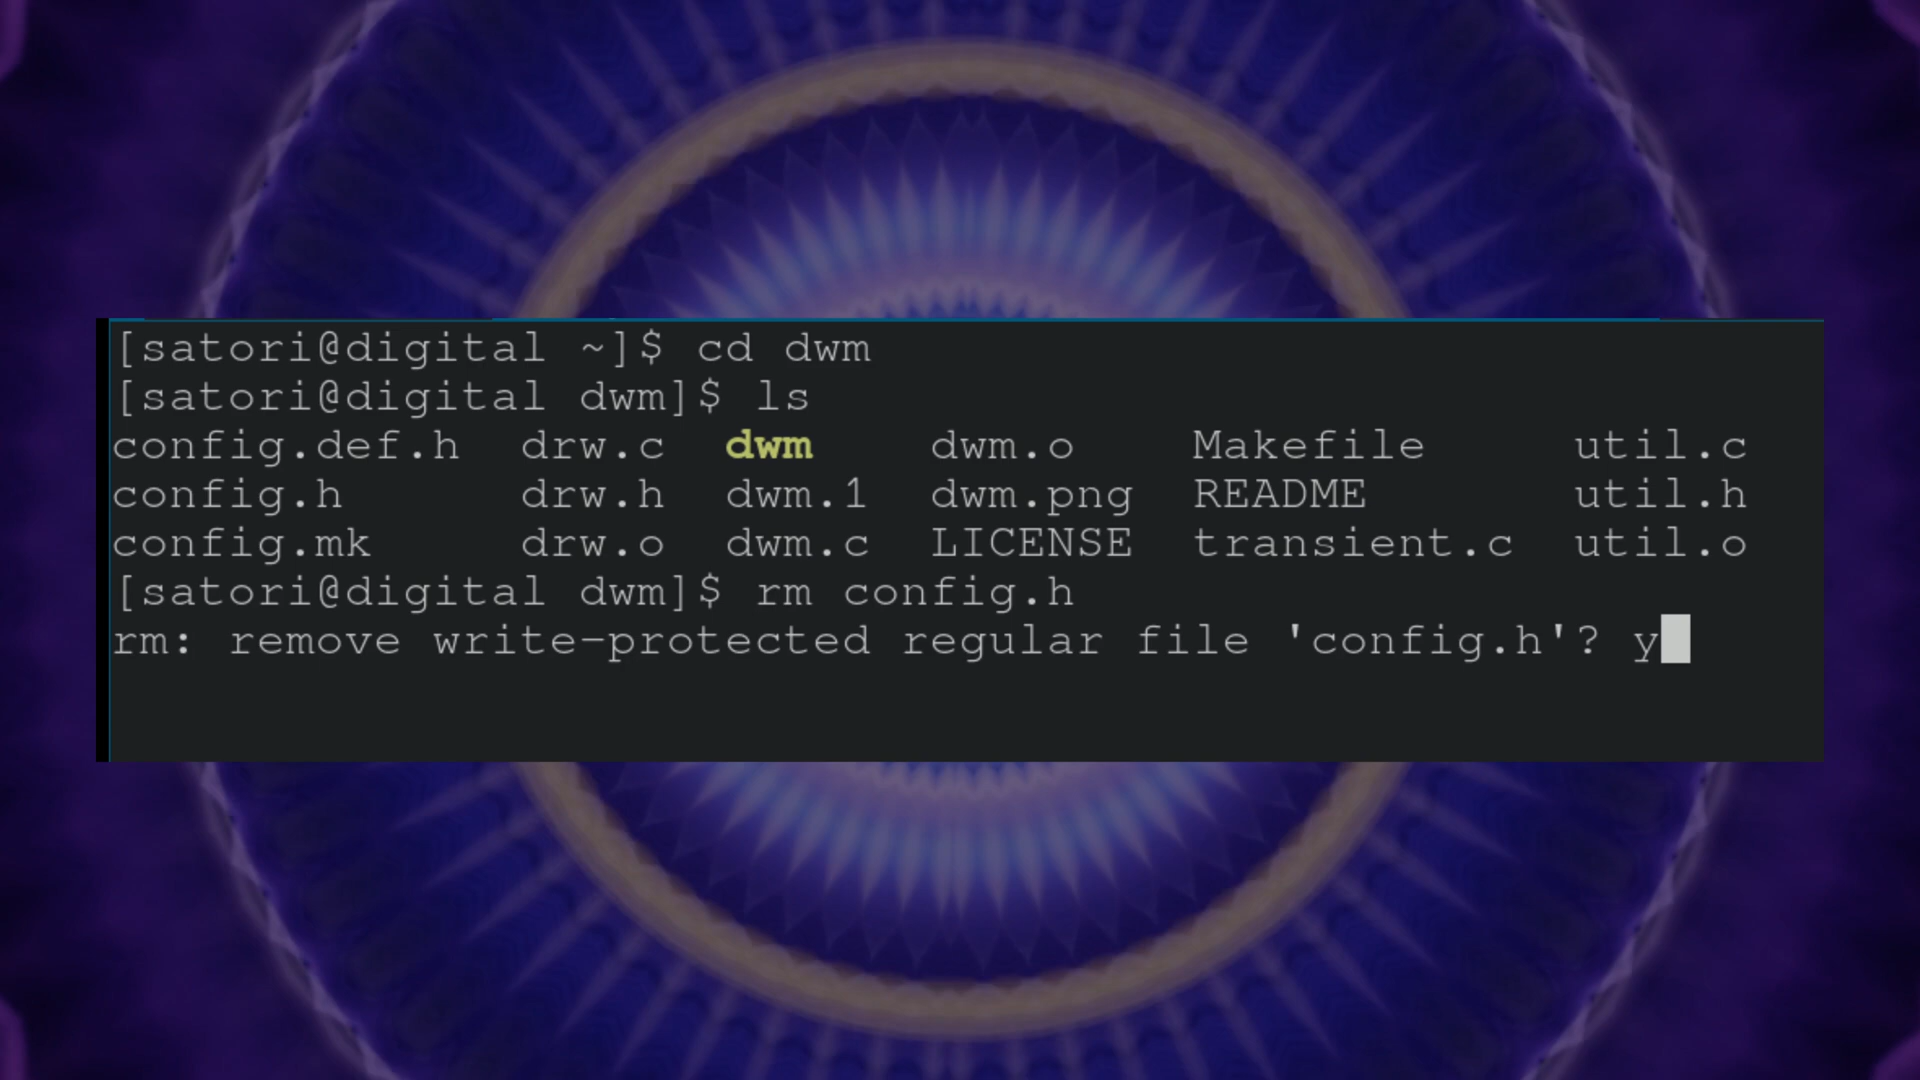 [satori@digital ~]$ cd dwm
[satori@digital dwm]$ ls
config.def.h  drw.c  dwm    dwm.o    Makefile     util.c
config.h      drw.h  dwm.1  dwm.png  README       util.h
config.mk     drw.o  dwm.c  LICENSE  transient.c  util.o
[satori@digital dwm]$ rm config.h
rm: remove write-protected regular file 'config.h'? y